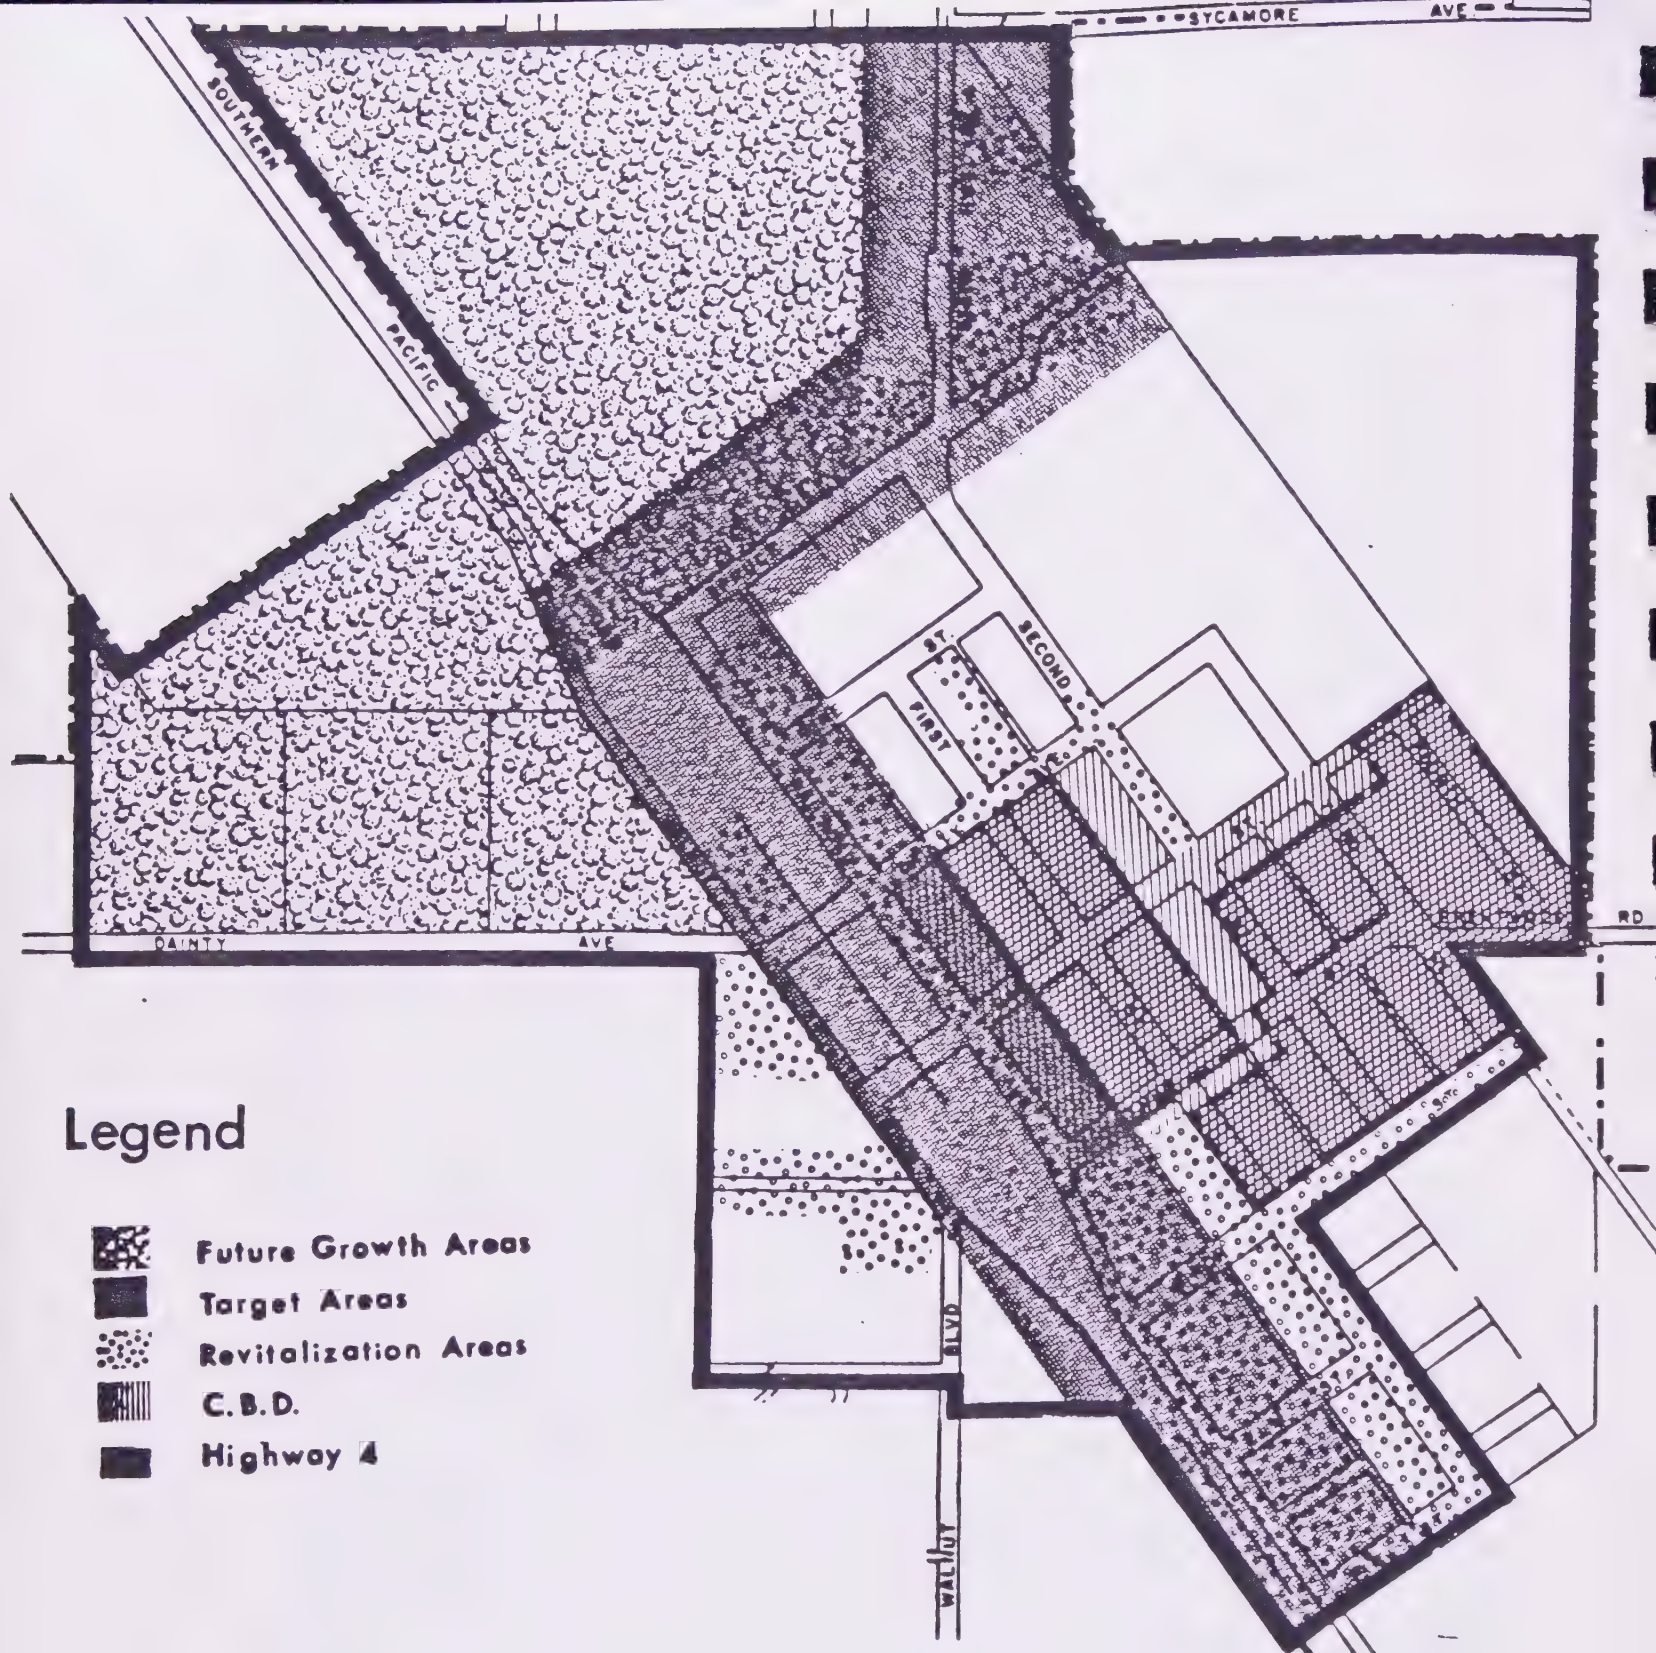 SYCAMORE AVE
SOUTHERN
PACIFIC
ST
SECOND
FIRST
RD
DAINTY AVE
BLVD
WALNUT
Legend
Future Growth Areas
Target Areas
Revitalization Areas
C.B.D.
Highway 4